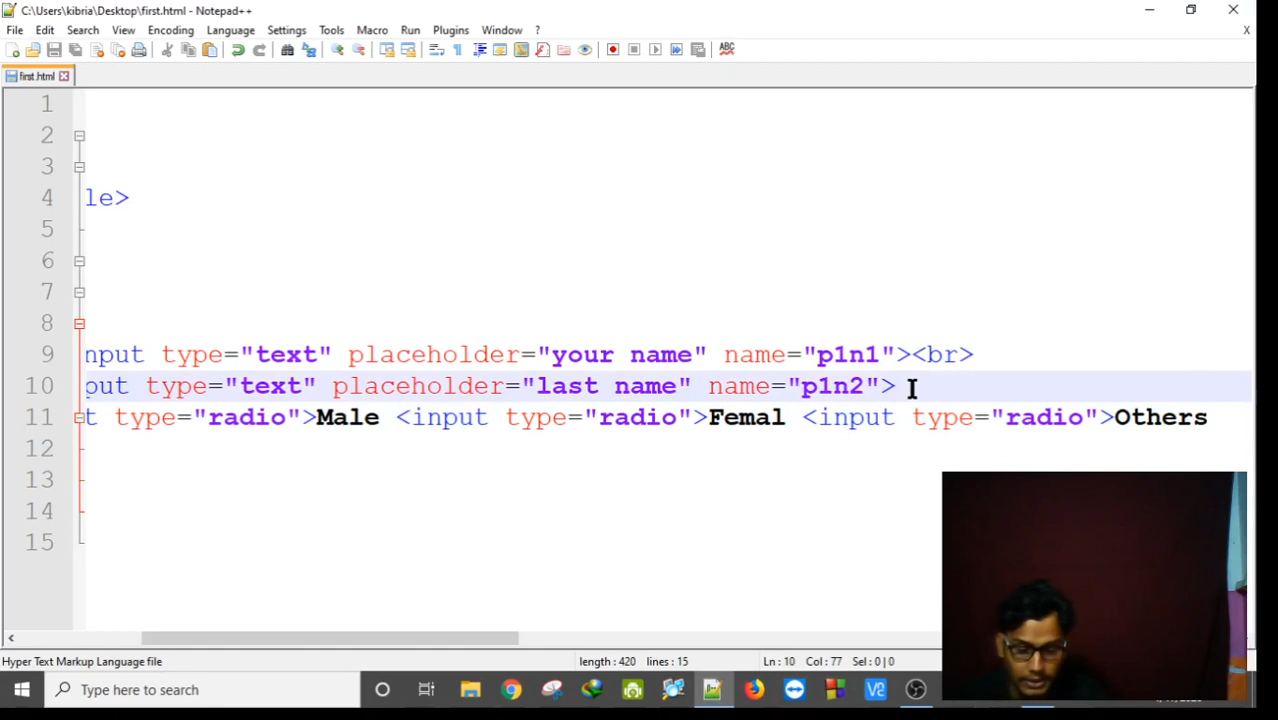 C:\Users\kibria\Desktop\first.html - Notepad++
File Edit Search View Encoding Language Settings Tools Macro Run Plugins Window ? X
ABC
first.html
1
2
3
4 le>
5
6
7
8
9 nput type="text" placeholder="your name" name="p1n1"><br>
10 put type="text" placeholder="last name" name="p1n2">
11 t type="radio">Male <input type="radio">Femal <input type="radio">Others
12
13
14
15
Hyper Text Markup Language file length : 420 lines : 15 Ln : 10 Col : 77 Sel : 0 | 0
Type here to search V2